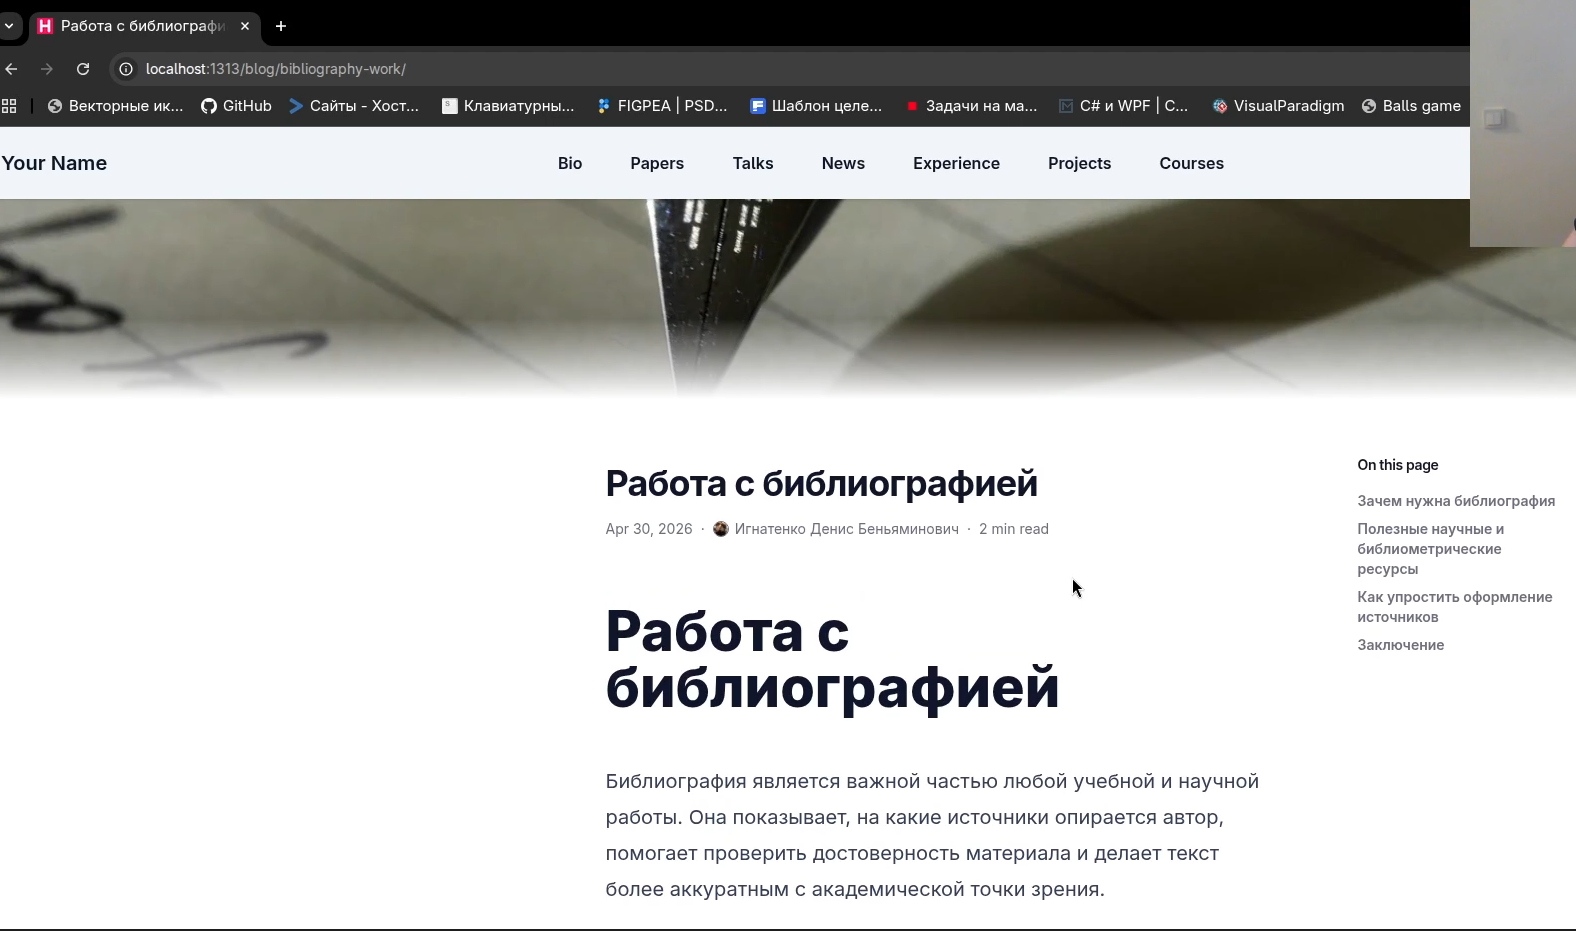 Работа с библиографи
localhost:1313/blog/bibliography-work/
Векторные ик... GitHub Сайты - Хост... Клавиатурны... FIGPEA | PSD... Шаблон целе... Задачи на ма... C# и WPF | С... VisualParadigm Balls game
Your Name Bio Papers Talks News Experience Projects Courses
Работа с библиографией
Apr 30, 2026 · Игнатенко Денис Беньяминович · 2 min read
Работа с
библиографией
Библиография является важной частью любой учебной и научной
работы. Она показывает, на какие источники опирается автор,
помогает проверить достоверность материала и делает текст
более аккуратным с академической точки зрения.
On this page
Зачем нужна библиография
Полезные научные и
библиометрические
ресурсы
Как упростить оформление
источников
Заключение